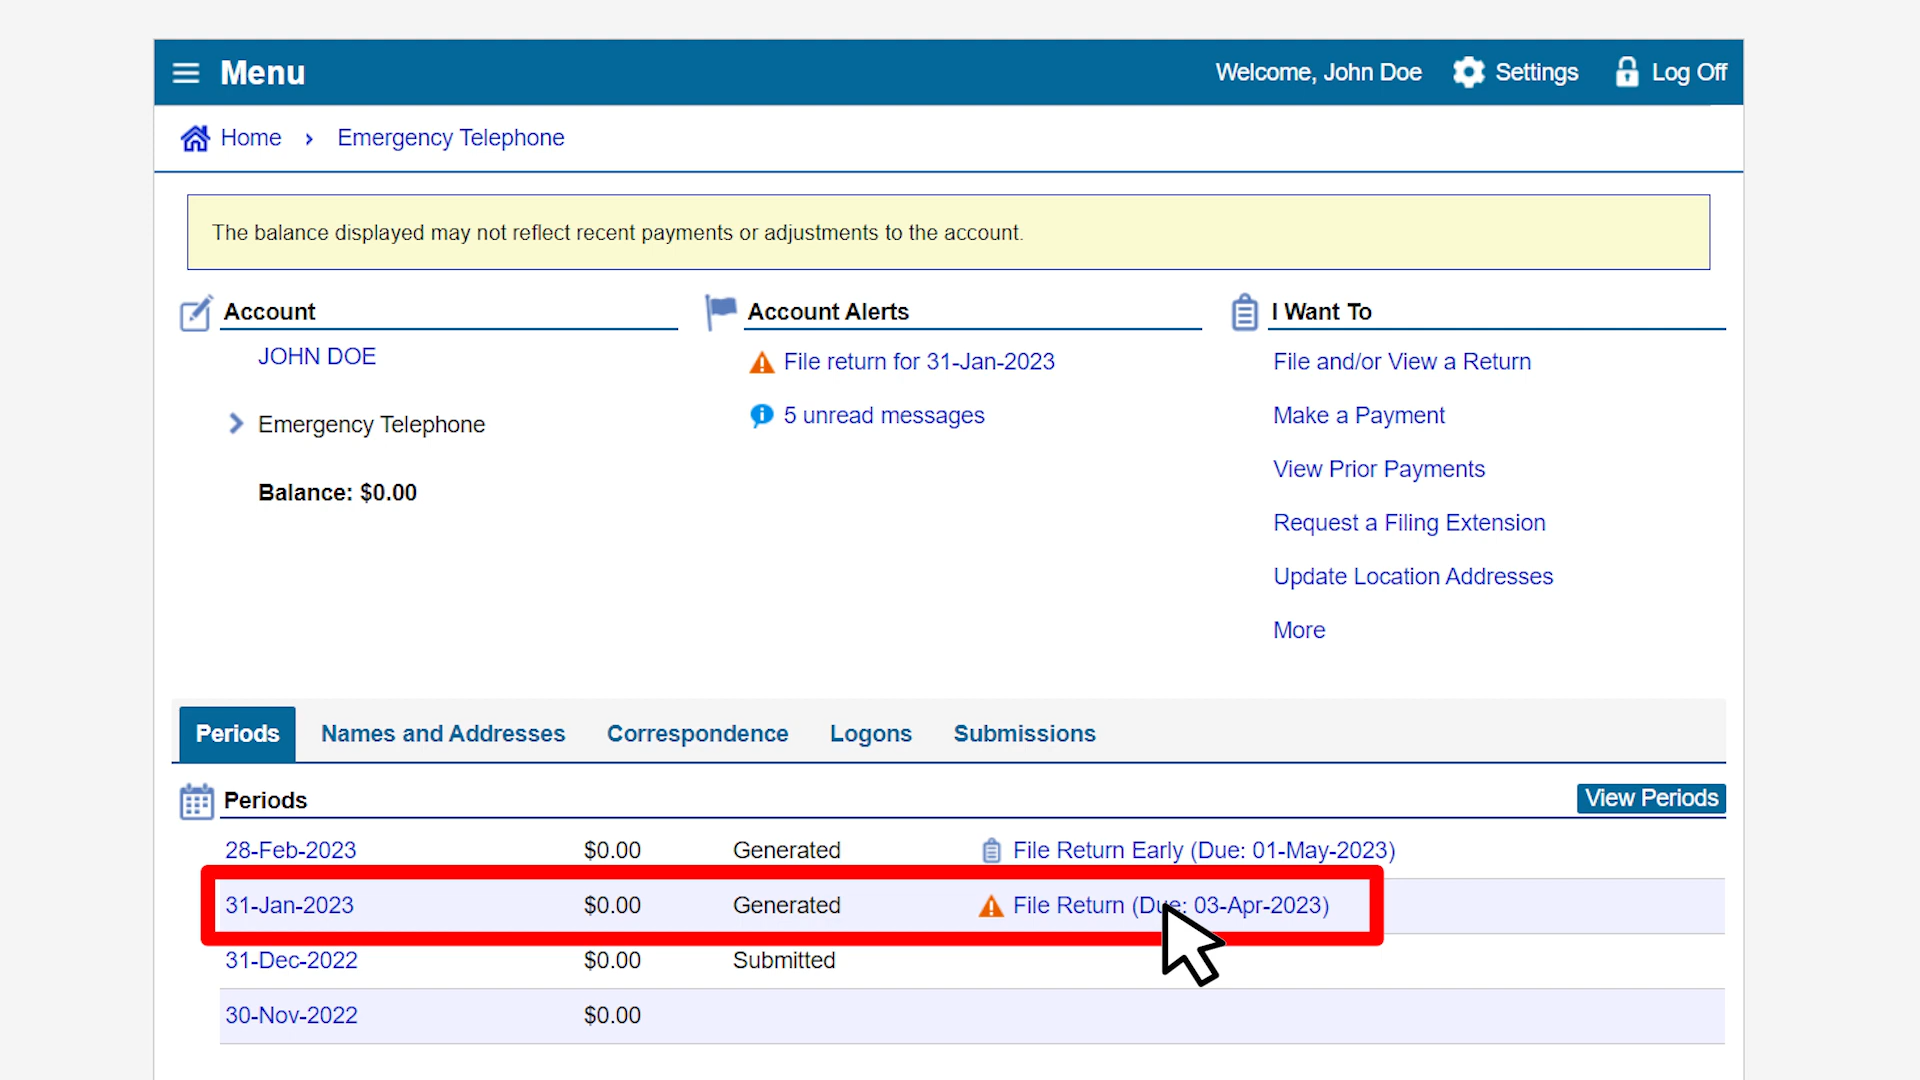 Menu
Welcome, John Doe
Settings
Log Off
Home › Emergency Telephone
The balance displayed may not reflect recent payments or adjustments to the account.
Account
JOHN DOE
Emergency Telephone
Balance: $0.00
Account Alerts
File return for 31-Jan-2023
5 unread messages
I Want To
File and/or View a Return
Make a Payment
View Prior Payments
Request a Filing Extension
Update Location Addresses
More
Periods Names and Addresses Correspondence Logons Submissions
Periods View Periods
28-Feb-2023 $0.00 Generated File Return Early (Due: 01-May-2023)
31-Jan-2023 $0.00 Generated File Return (Due: 03-Apr-2023)
31-Dec-2022 $0.00 Submitted
30-Nov-2022 $0.00